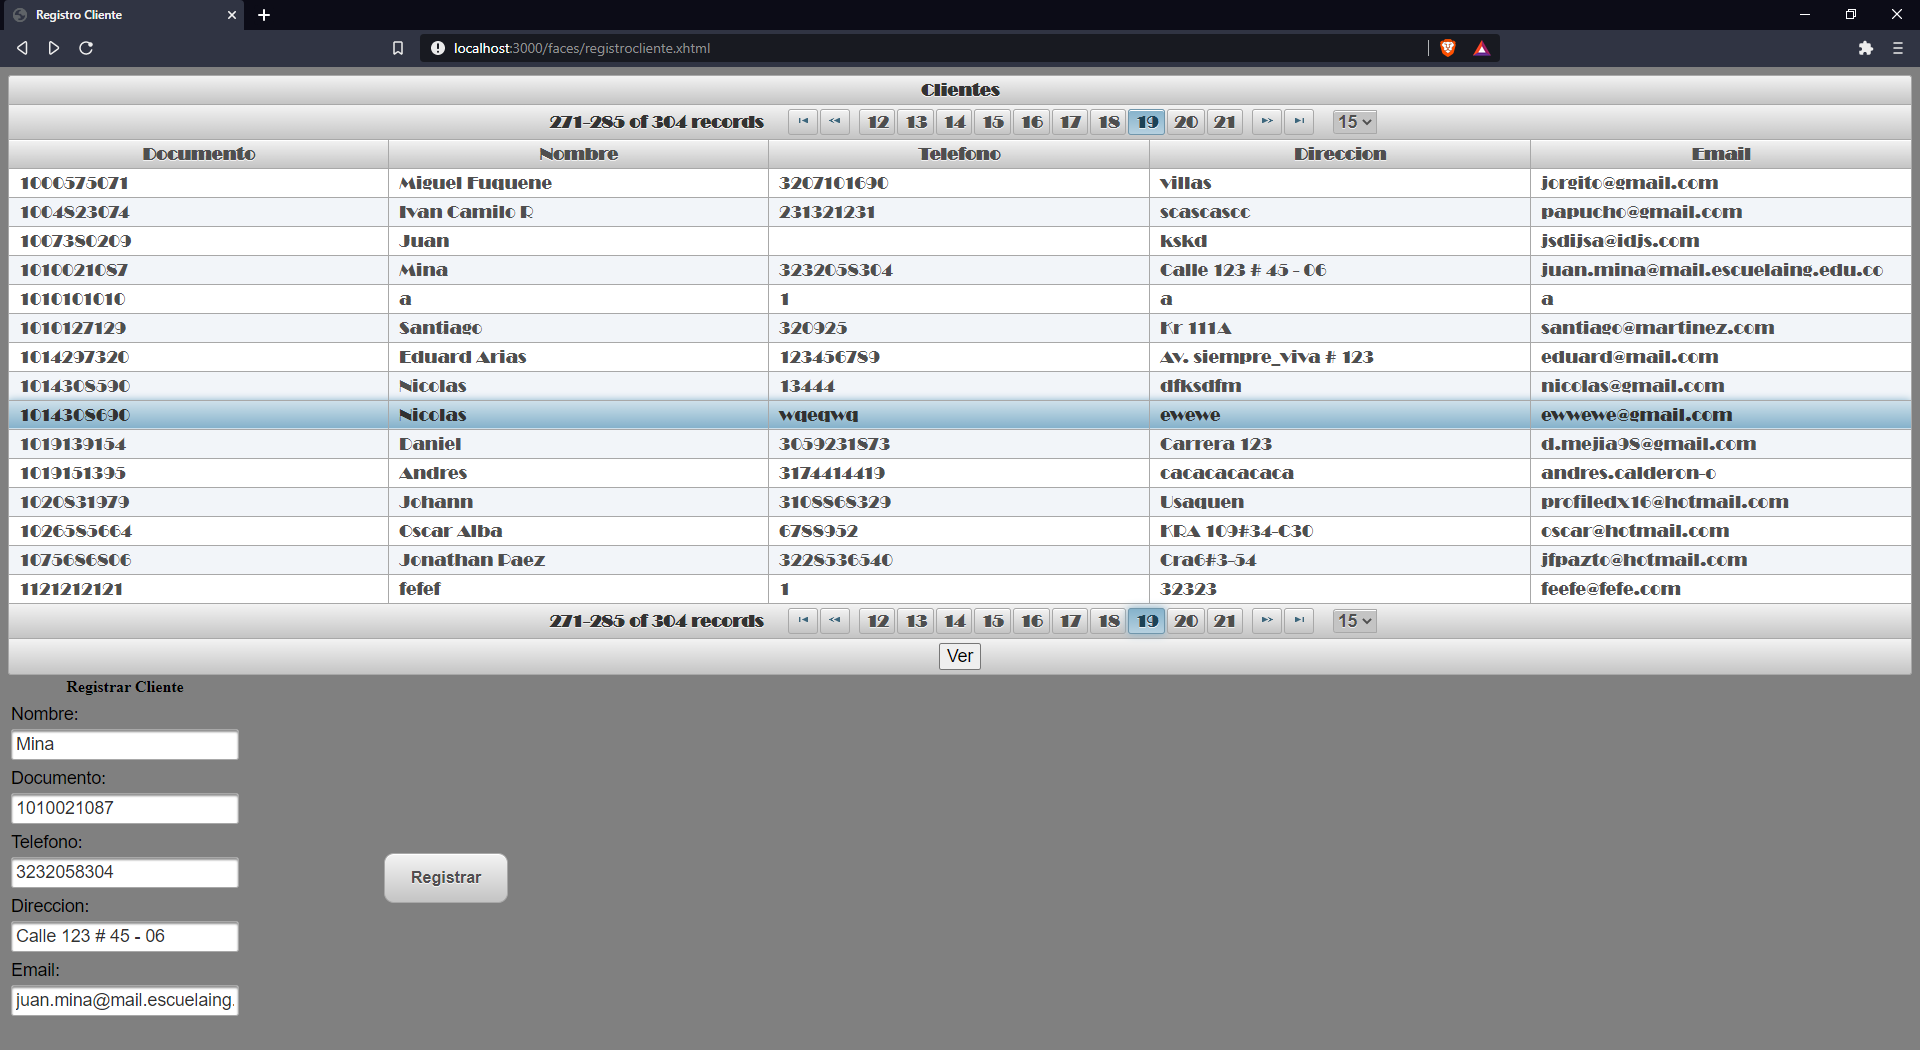 Registro Cliente
localhost:3000/faces/registrocliente.xhtml
Clientes
271-285 of 304 records 12 13 14 15 16 17 18 19 20 21 15
Documento Nombre Telefono Direccion Email
1000575071 Miguel Fuquene 3207101690 villas jorgito@gmail.com
1004823074 Ivan Camilo R 231321231 scascascc papucho@gmail.com
1007380209 Juan kskd jsdijsa@idjs.com
1010021087 Mina 3232058304 Calle 123 # 45 - 06 juan.mina@mail.escuelaing.edu.co
1010101010 a 1 a a
1010127129 Santiago 320925 Kr 111A santiago@martinez.com
1014297320 Eduard Arias 123456789 Av. siempre_viva # 123 eduard@mail.com
1014308590 Nicolas 13444 dfksdfm nicolas@gmail.com
1014308690 Nicolas wqeqwq ewewe ewwewe@gmail.com
1019139154 Daniel 3059231873 Carrera 123 d.mejia98@gmail.com
1019151395 Andres 3174414419 cacacacacaca andres.calderon-o
1020831979 Johann 3108868329 Usaquen profiledx16@hotmail.com
1026585664 Oscar Alba 6788952 KRA 109#34-C30 oscar@hotmail.com
1075686806 Jonathan Paez 3228536540 Cra6#3-54 jfpazto@hotmail.com
1121212121 fefef 1 32323 feefe@fefe.com
271-285 of 304 records 12 13 14 15 16 17 18 19 20 21 15
Ver
Registrar Cliente
Nombre:
Mina
Documento:
1010021087
Telefono:
3232058304
Registrar
Direccion:
Calle 123 # 45 - 06
Email:
juan.mina@mail.escuelaing.